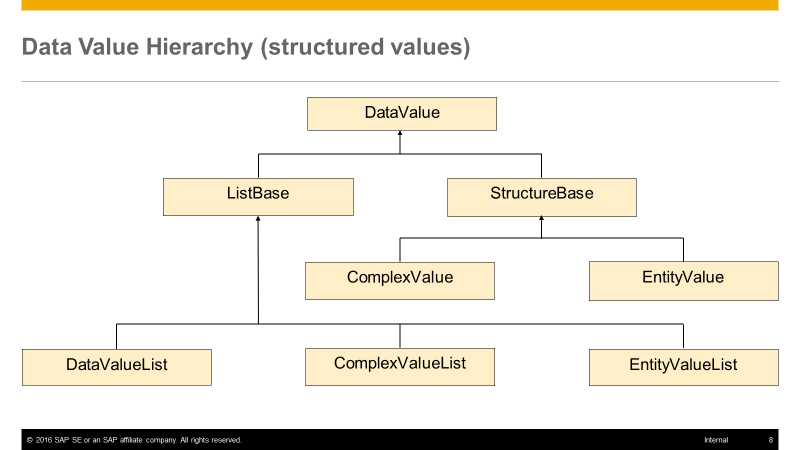 Data Value Hierarchy (structured values)
DataValue
ListBase
StructureBase
ComplexValue
EntityValue
DataValueList
ComplexValueList
EntityValueList
© 2016 SAP SE or an SAP affiliate company. All rights reserved.
Internal
8